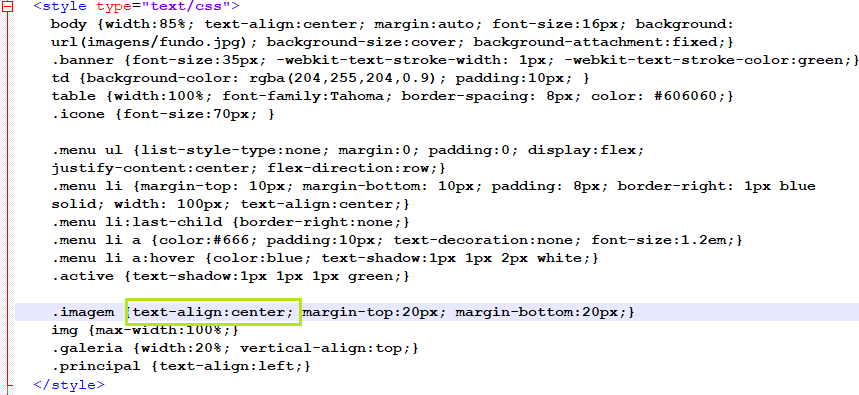 <style type="text/css">
body {width:85%; text-align:center; margin:auto; font-size:16px; background:
url(imagens/fundo.jpg); background-size:cover; background-attachment:fixed;}
.banner {font-size:35px; -webkit-text-stroke-width: 1px; -webkit-text-stroke-color:green;}
td {background-color: rgba(204,255,204,0.9); padding:10px; }
table {width:100%; font-family:Tahoma; border-spacing: 8px; color: #606060;}
.icone {font-size:70px; }
.menu ul {list-style-type:none; margin:0; padding:0; display:flex;
justify-content:center; flex-direction:row;}
.menu li {margin-top: 10px; margin-bottom: 10px; padding: 8px; border-right: 1px blue
solid; width: 100px; text-align:center;}
.menu li:last-child {border-right:none;}
.menu li a {color:#666; padding:10px; text-decoration:none; font-size:1.2em;}
.menu li a:hover {color:blue; text-shadow:1px 1px 2px white;}
.active {text-shadow:1px 1px 1px green;}
.imagem {text-align:center; margin-top:20px; margin-bottom:20px;}
img {max-width:100%;}
.galeria {width:20%; vertical-align:top;}
.principal {text-align:left;}
</style>